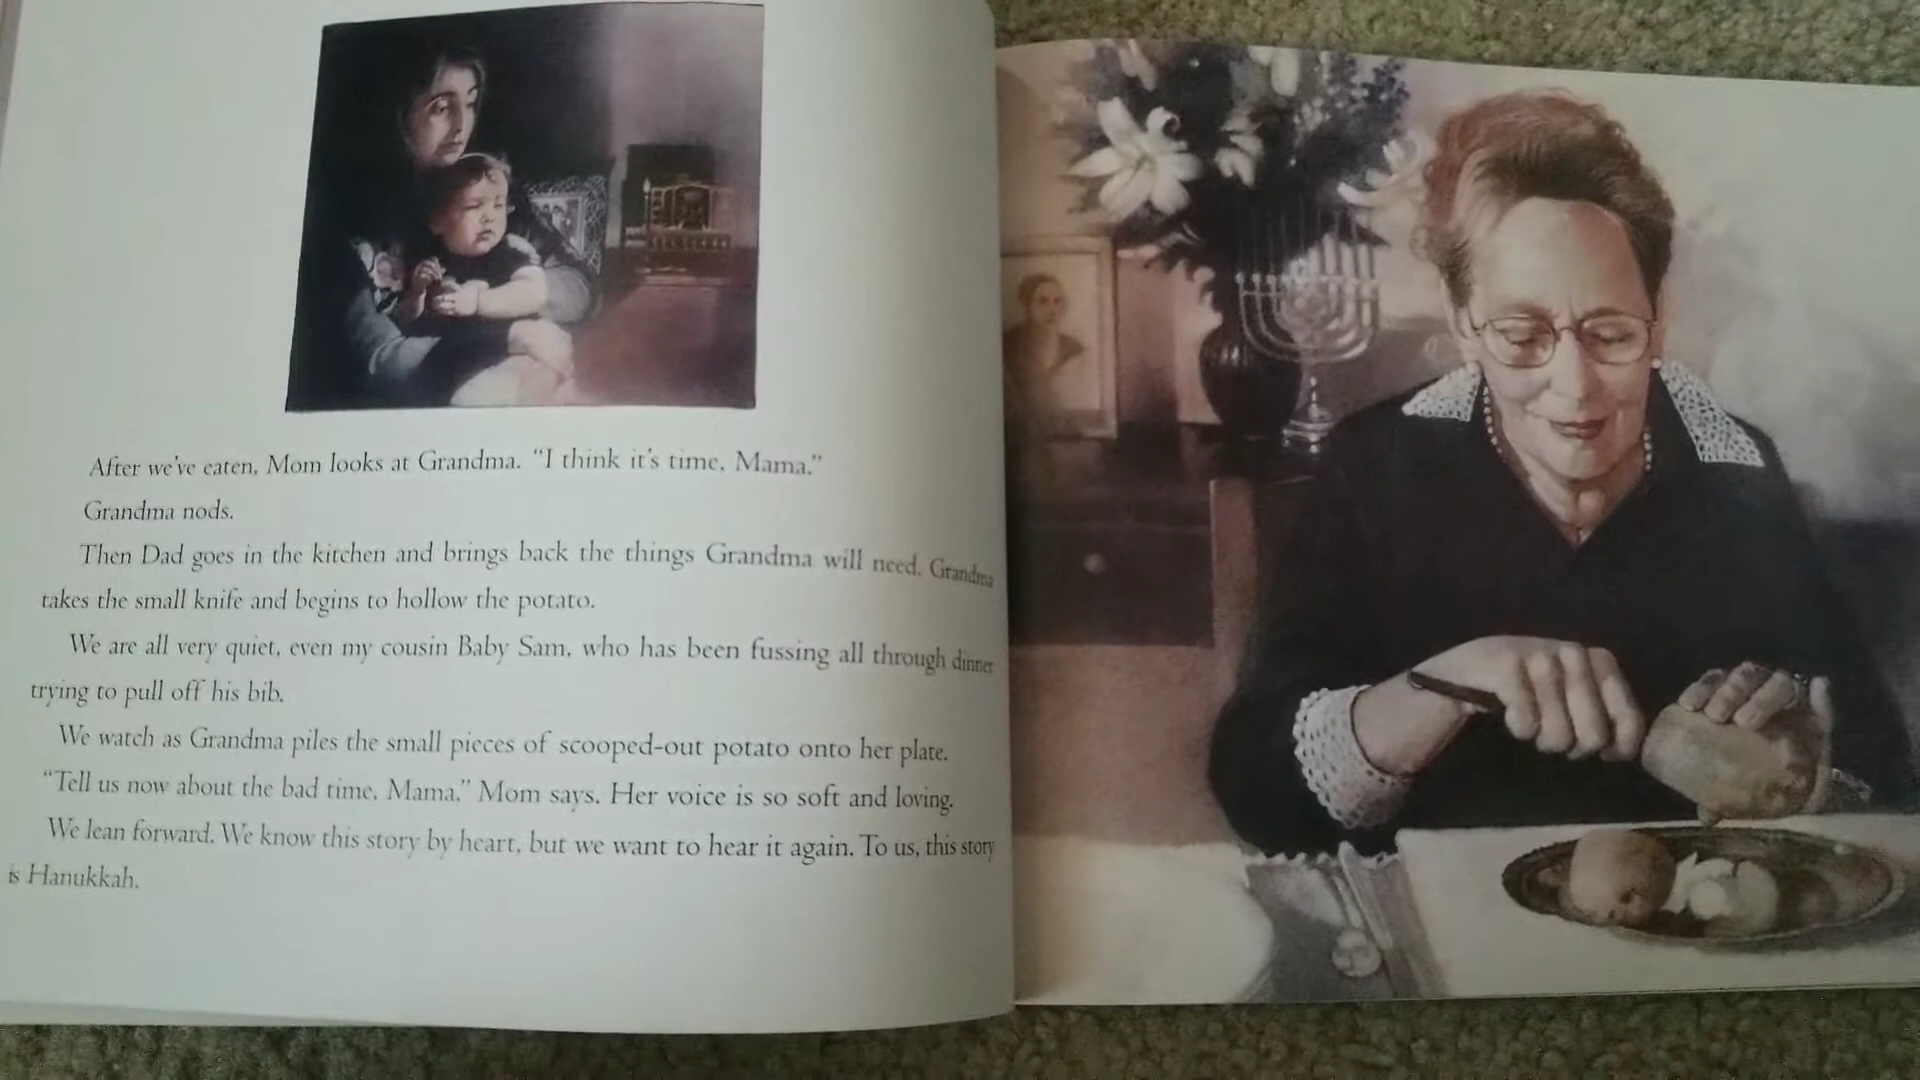 After we've eaten, Mom looks at Grandma. "I think it's time, Mama."
Grandma nods.
Then Dad goes in the kitchen and brings back the things Grandma will need. Grandma
takes the small knife and begins to hollow the potato.
We are all very quiet, even my cousin Baby Sam, who has been fussing all through dinner
trying to pull off his bib.
We watch as Grandma piles the small pieces of scooped-out potato onto her plate.
"Tell us now about the bad time, Mama," Mom says. Her voice is so soft and loving.
We lean forward. We know this story by heart, but we want to hear it again. To us, this story
is Hanukkah.